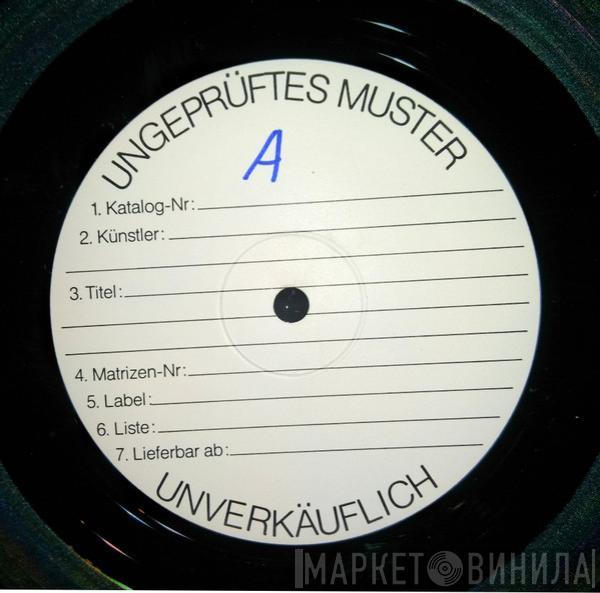 UNGEPRÜFTES MUSTER
A
1. Katalog-Nr:
2. Künstler:
3. Titel:
4. Matrizen-Nr:
5. Label:
6. Liste:
7. Lieferbar ab:
UNVERKÄUFLICH
МАРКЕТ ВИНИЛА